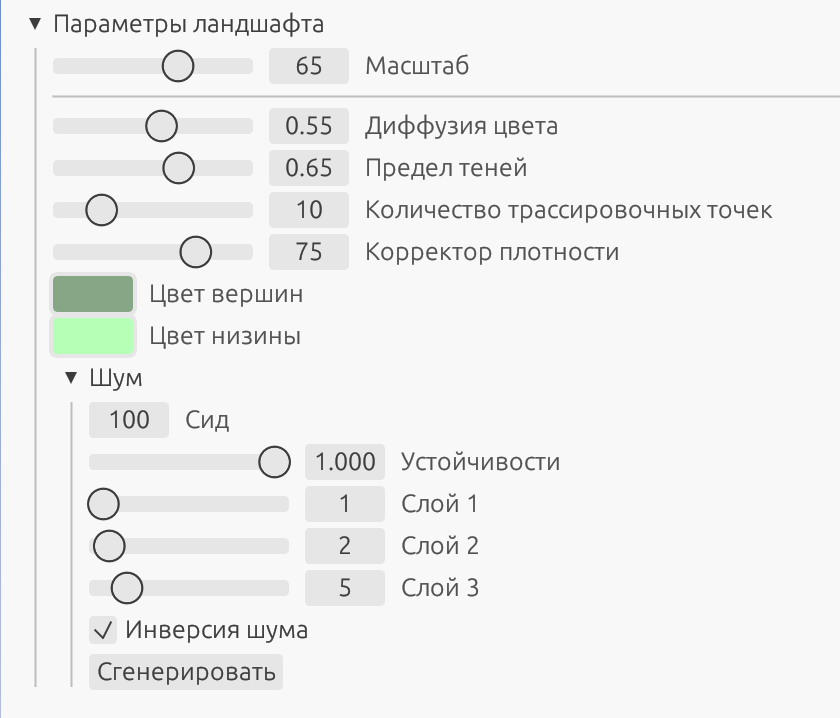 Параметры ландшафта
65 Масштаб
0.55 Диффузия цвета
0.65 Предел теней
10 Количество трассировочных точек
75 Корректор плотности
Цвет вершин
Цвет низины
Шум
100 Сид
1.000 Устойчивости
1 Слой 1
2 Слой 2
5 Слой 3
Инверсия шума
Сгенерировать